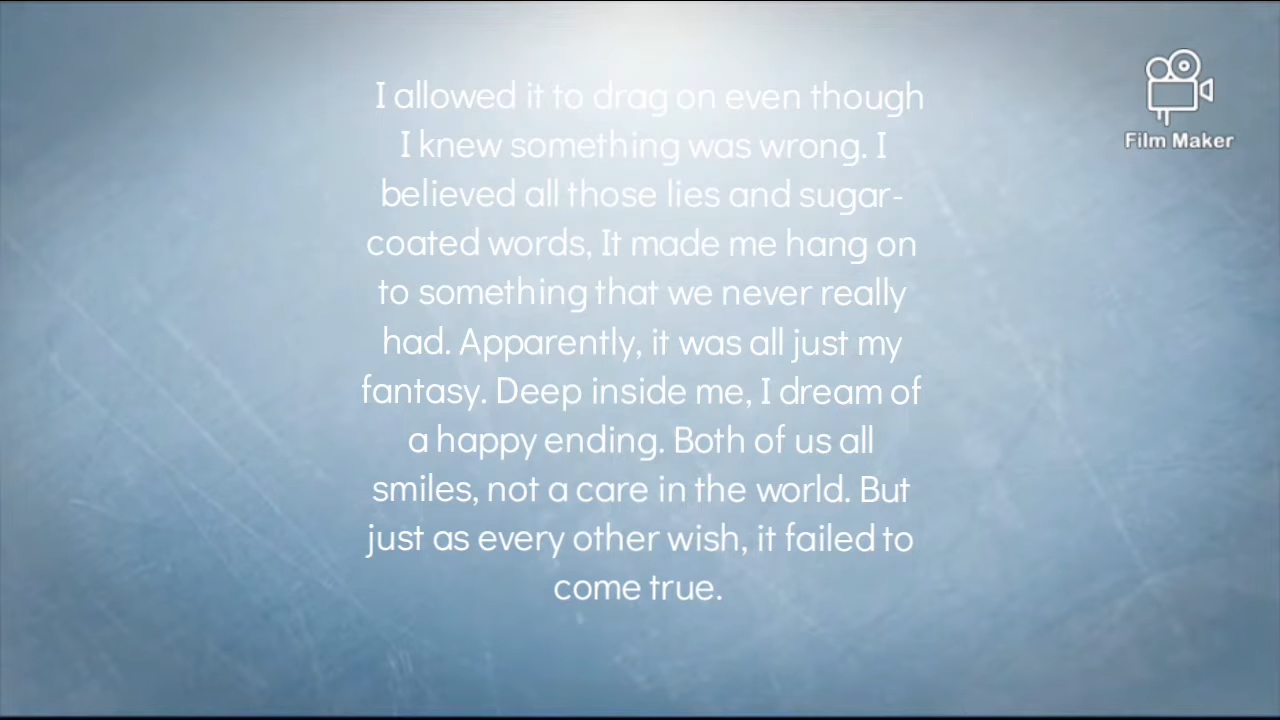 I allowed it to drag on even though
I knew something was wrong. I
believed all those lies and sugar-
coated words, It made me hang on
to something that we never really
had. Apparently, it was all just my
fantasy. Deep inside me, I dream of
a happy ending. Both of us all
smiles, not a care in the world. But
just as every other wish, it failed to
come true.
Film Maker